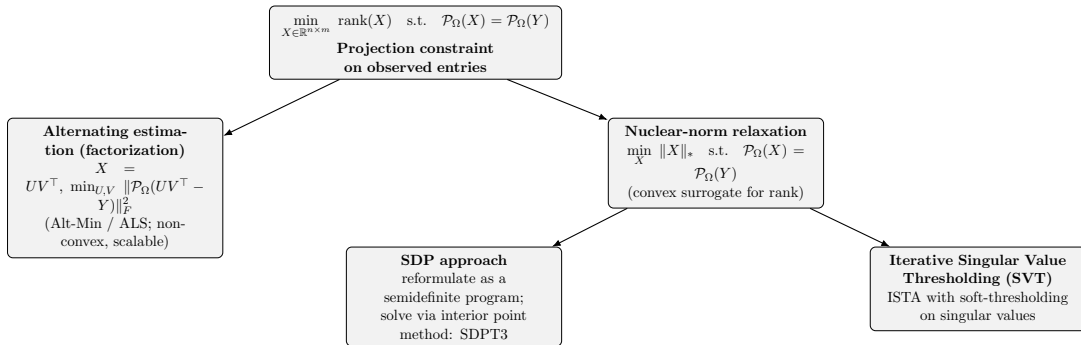 min_{X∈ℝ^{n×m}} rank(X) s.t. 𝒫_Ω(X) = 𝒫_Ω(Y)
Projection constraint
on observed entries
Alternating estima-
tion (factorization)
X =
UV^⊤, min_{U,V} ‖𝒫_Ω(UV^⊤ −
Y)‖_F^2
(Alt-Min / ALS; non-
convex, scalable)
Nuclear-norm relaxation
min_X ‖X‖_* s.t. 𝒫_Ω(X) =
𝒫_Ω(Y)
(convex surrogate for rank)
SDP approach
reformulate as a
semidefinite program;
solve via interior point
method: SDPT3
Iterative Singular Value
Thresholding (SVT)
ISTA with soft-thresholding
on singular values